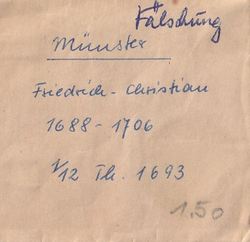 Fälschung
Münster
Friedrich-Christian
1688-1706
1/12 Th. 1693
1.50